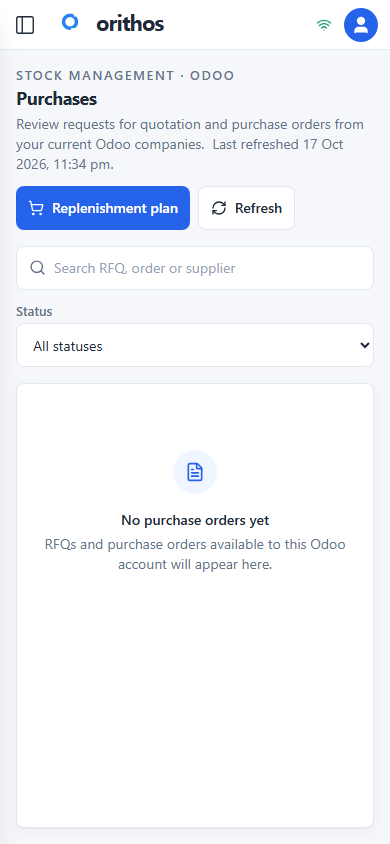 orithos
STOCK MANAGEMENT · ODOO
Purchases
Review requests for quotation and purchase orders from
your current Odoo companies. Last refreshed 17 Oct
2026, 11:34 pm.
Replenishment plan
Refresh
Search RFQ, order or supplier
Status
All statuses
No purchase orders yet
RFQs and purchase orders available to this Odoo
account will appear here.